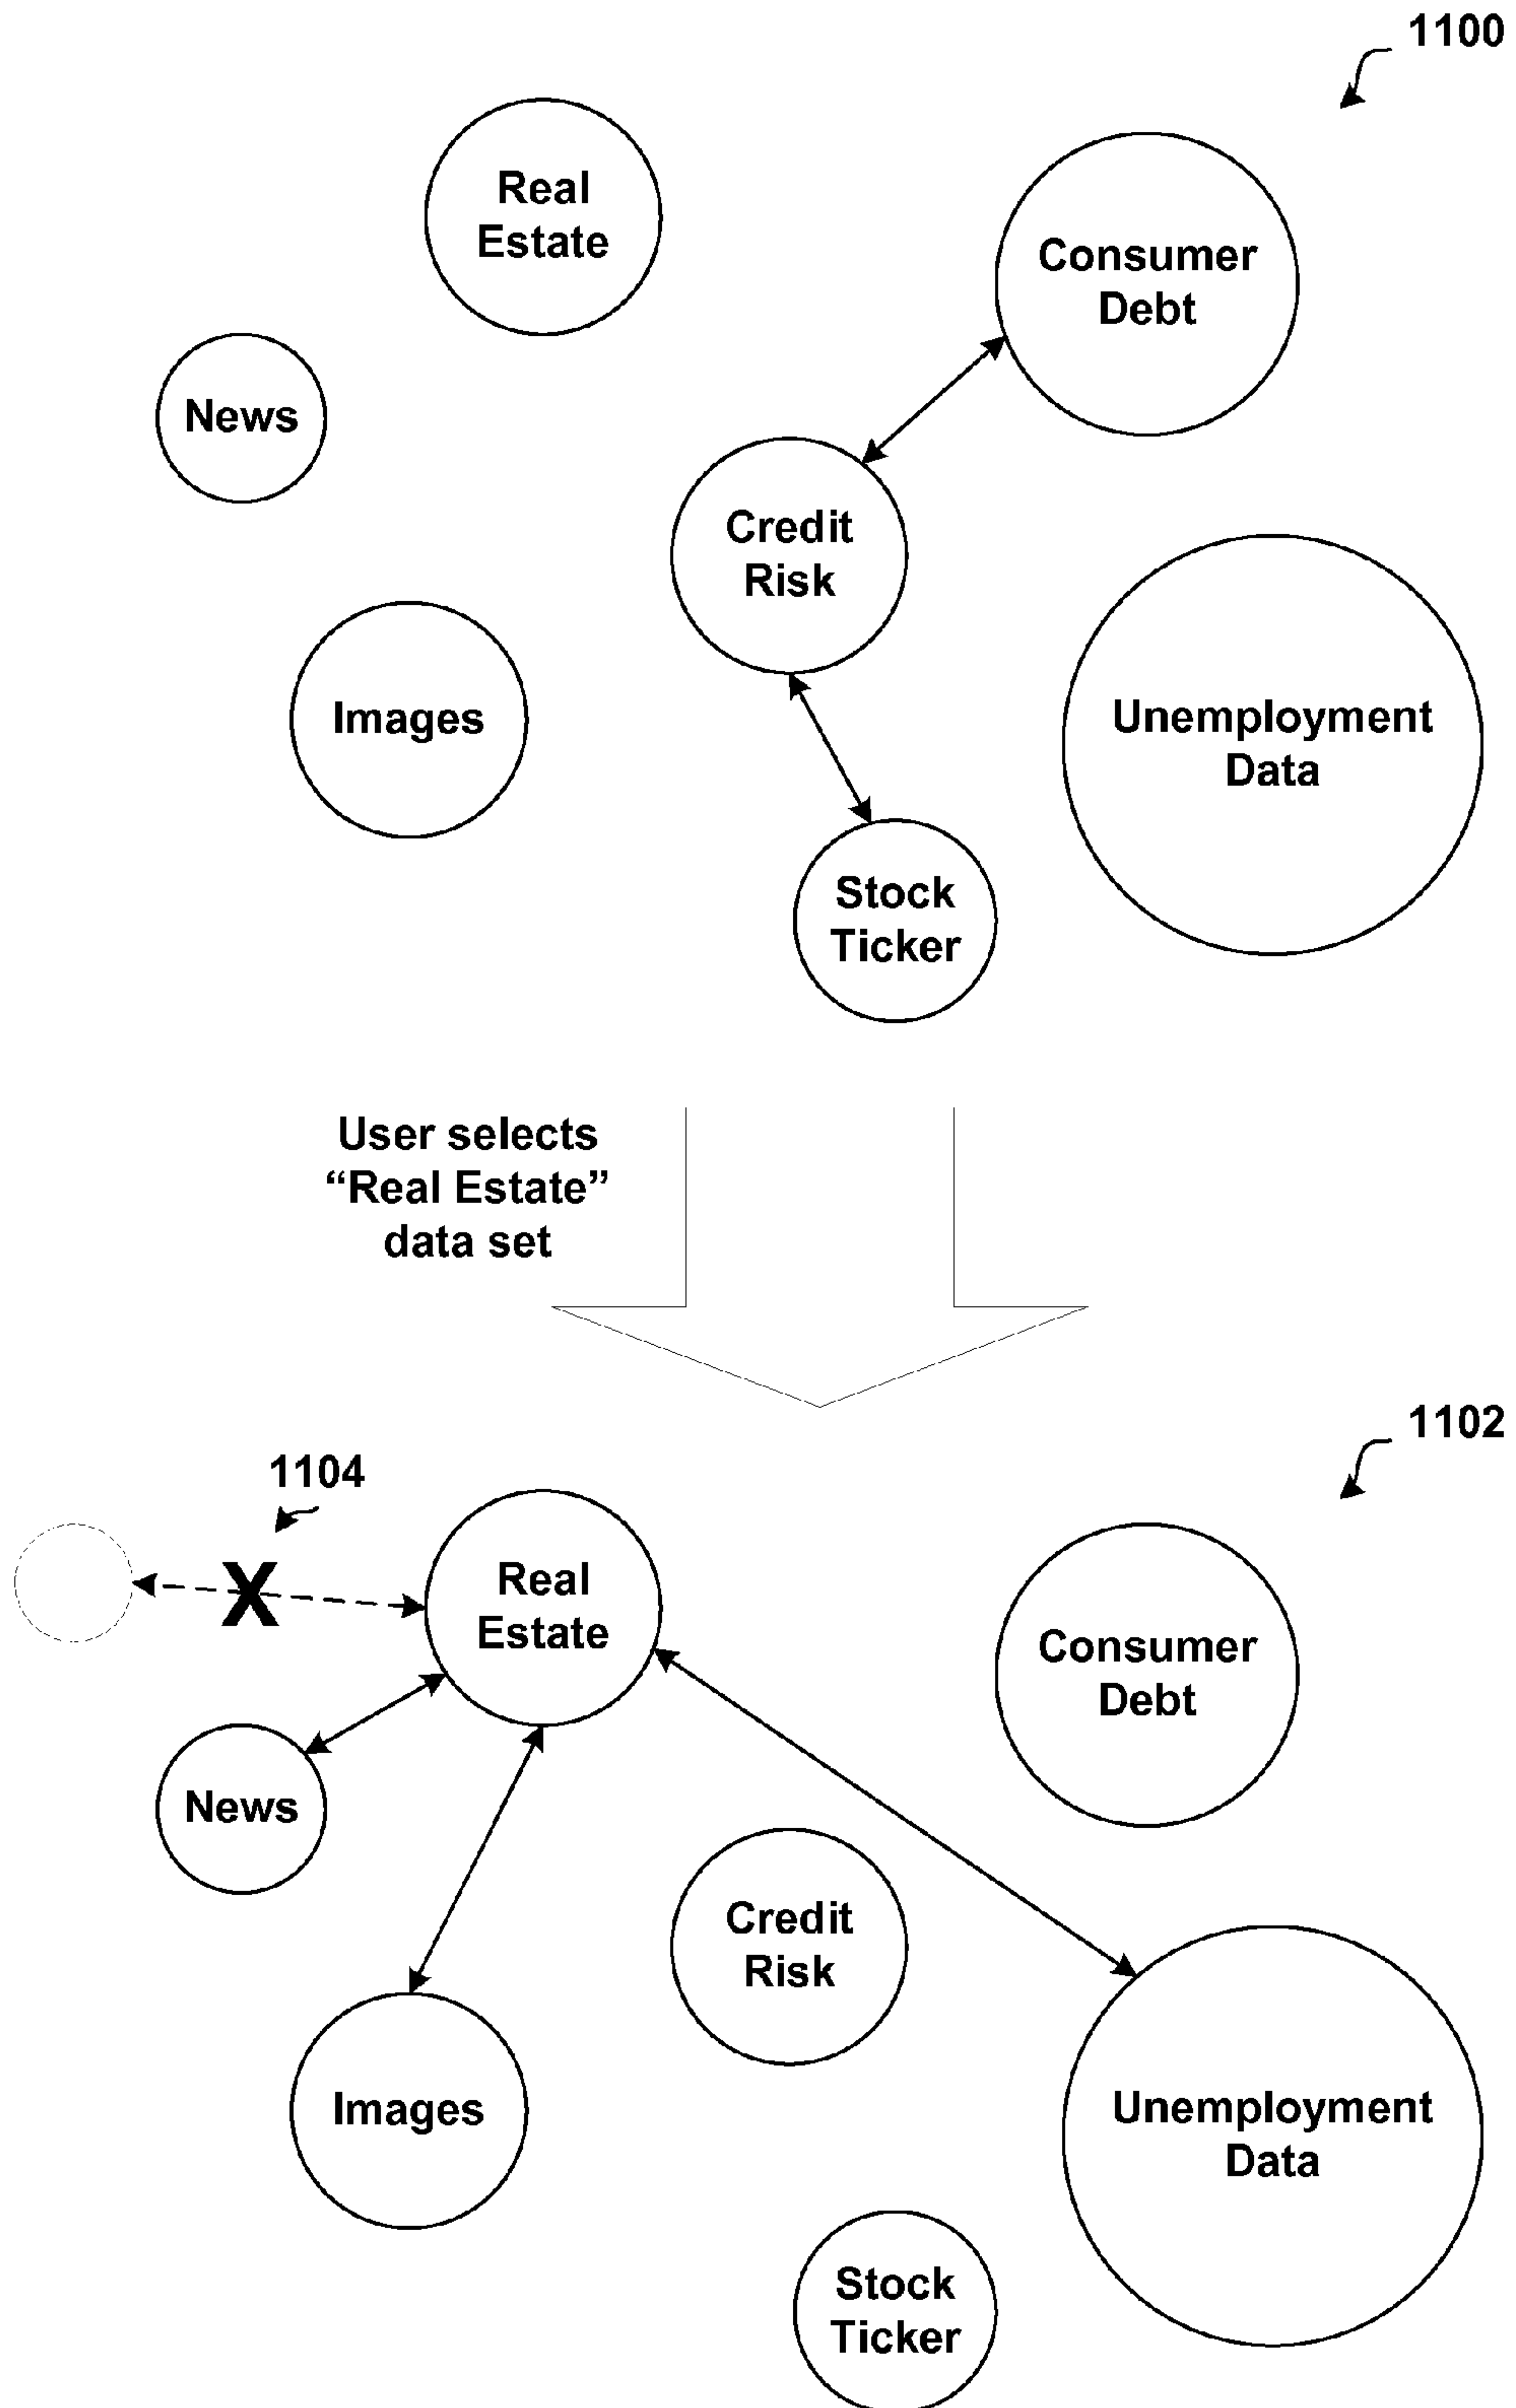 1100
Real
Estate
Consumer
Debt
News
Credit
Risk
Images
Unemployment
Data
Stock
Ticker
User selects
“Real Estate”
data set
1102
1104
X
Real
Estate
Consumer
Debt
News
Credit
Risk
Images
Unemployment
Data
Stock
Ticker